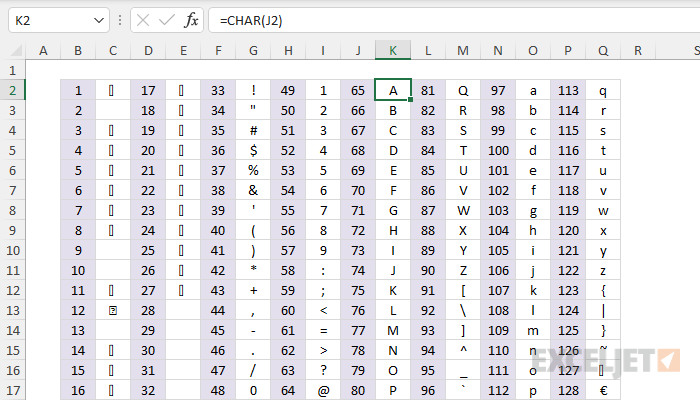 K2 fx =CHAR(J2)
A B C D E F G H I J K L M N O P Q R S
1
2 1 17 33 ! 49 1 65 A 81 Q 97 a 113 q
3 2 18 34 " 50 2 66 B 82 R 98 b 114 r
4 3 19 35 # 51 3 67 C 83 S 99 c 115 s
5 4 20 36 $ 52 4 68 D 84 T 100 d 116 t
6 5 21 37 % 53 5 69 E 85 U 101 e 117 u
7 6 22 38 & 54 6 70 F 86 V 102 f 118 v
8 7 23 39 ' 55 7 71 G 87 W 103 g 119 w
9 8 24 40 ( 56 8 72 H 88 X 104 h 120 x
10 9 25 41 ) 57 9 73 I 89 Y 105 i 121 y
11 10 26 42 * 58 : 74 J 90 Z 106 j 122 z
12 11 27 43 + 59 ; 75 K 91 [ 107 k 123 {
13 12 28 44 , 60 < 76 L 92 \ 108 l 124 |
14 13 29 45 - 61 = 77 M 93 ] 109 m 125 }
15 14 30 46 . 62 > 78 N 94 ^ 110 n 126 ~
16 15 31 47 / 63 ? 79 O 95 _ 111 o 127
17 16 32 48 0 64 @ 80 P 96 ` 112 p 128 €
EXCELJET